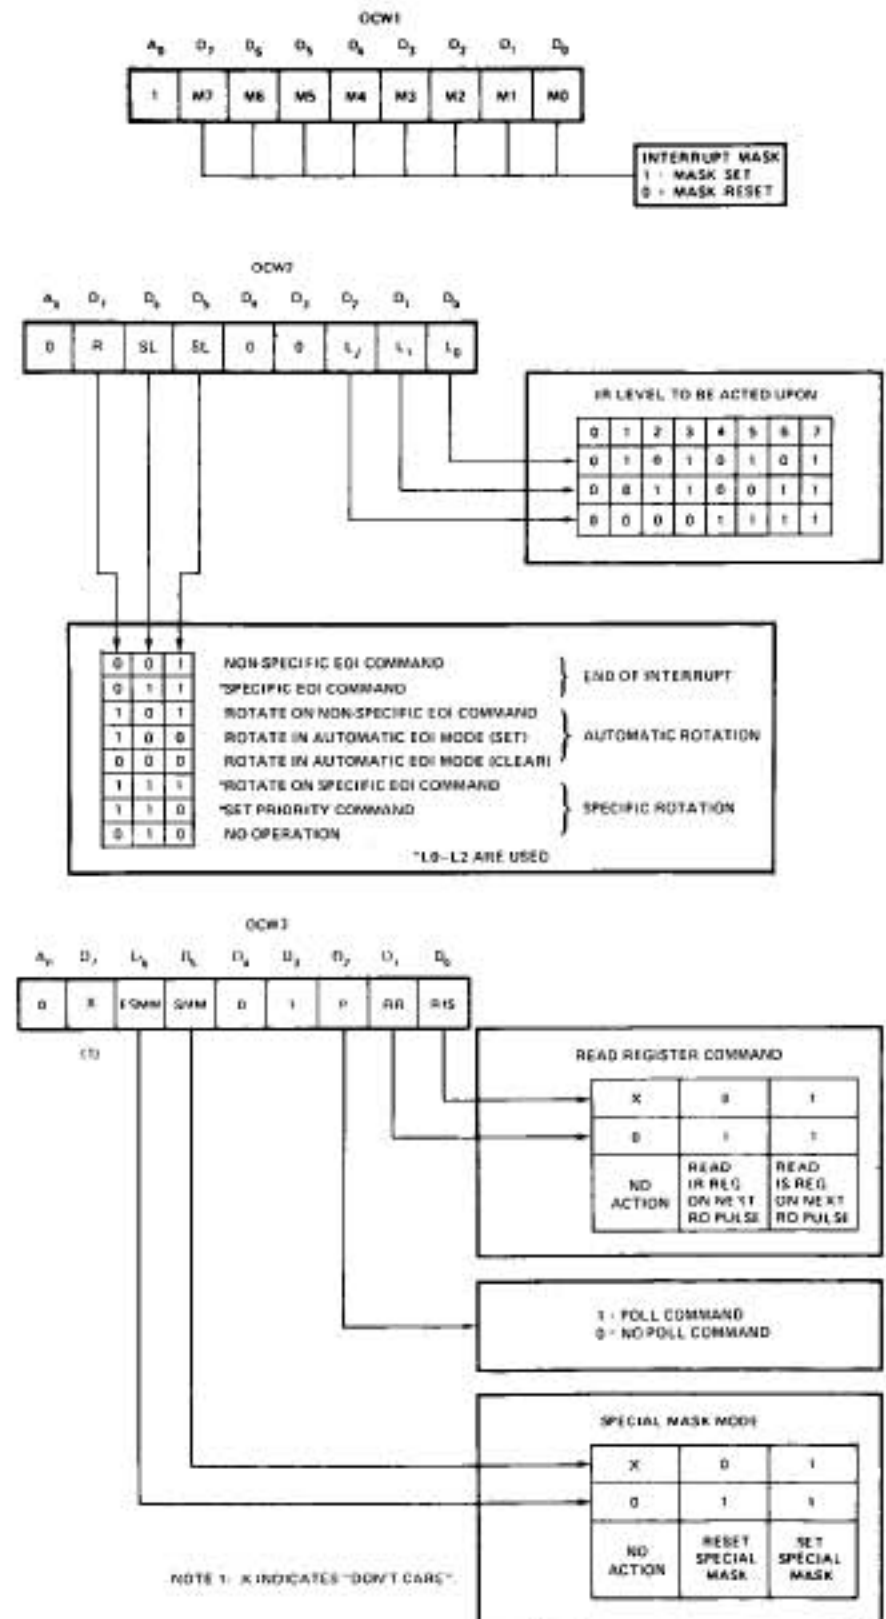 OCW1
A0 D7 D6 D5 D4 D3 D2 D1 D0
1 M7 M6 M5 M4 M3 M2 M1 M0
INTERRUPT MASK
1 - MASK SET
0 - MASK RESET
OCW2
A0 D7 D6 D5 D4 D3 D2 D1 D0
0 R SL SL 0 0 L2 L1 L0
IR LEVEL TO BE ACTED UPON
0 1 2 3 4 5 6 7
0 1 0 1 0 1 0 1
0 0 1 1 0 0 1 1
0 0 0 0 1 1 1 1
0 0 1 NON-SPECIFIC EOI COMMAND
0 1 1 *SPECIFIC EOI COMMAND
END OF INTERRUPT
1 0 1 ROTATE ON NON-SPECIFIC EOI COMMAND
1 0 0 ROTATE IN AUTOMATIC EOI MODE (SET)
0 0 0 ROTATE IN AUTOMATIC EOI MODE (CLEAR)
AUTOMATIC ROTATION
1 1 1 *ROTATE ON SPECIFIC EOI COMMAND
1 1 0 *SET PRIORITY COMMAND
0 1 0 NO OPERATION
SPECIFIC ROTATION
*L0-L2 ARE USED
OCW3
A0 D7 D6 D5 D4 D3 D2 D1 D0
0 X ESMM SMM 0 1 P RR RIS
(1)
READ REGISTER COMMAND
X 0 1
0 1 1
NO ACTION
READ IR REG ON NEXT RD PULSE
READ IS REG ON NEXT RD PULSE
1 - POLL COMMAND
0 - NO POLL COMMAND
SPECIAL MASK MODE
X 0 1
0 1 1
NO ACTION
RESET SPECIAL MASK
SET SPECIAL MASK
NOTE 1: X INDICATES "DON'T CARE".